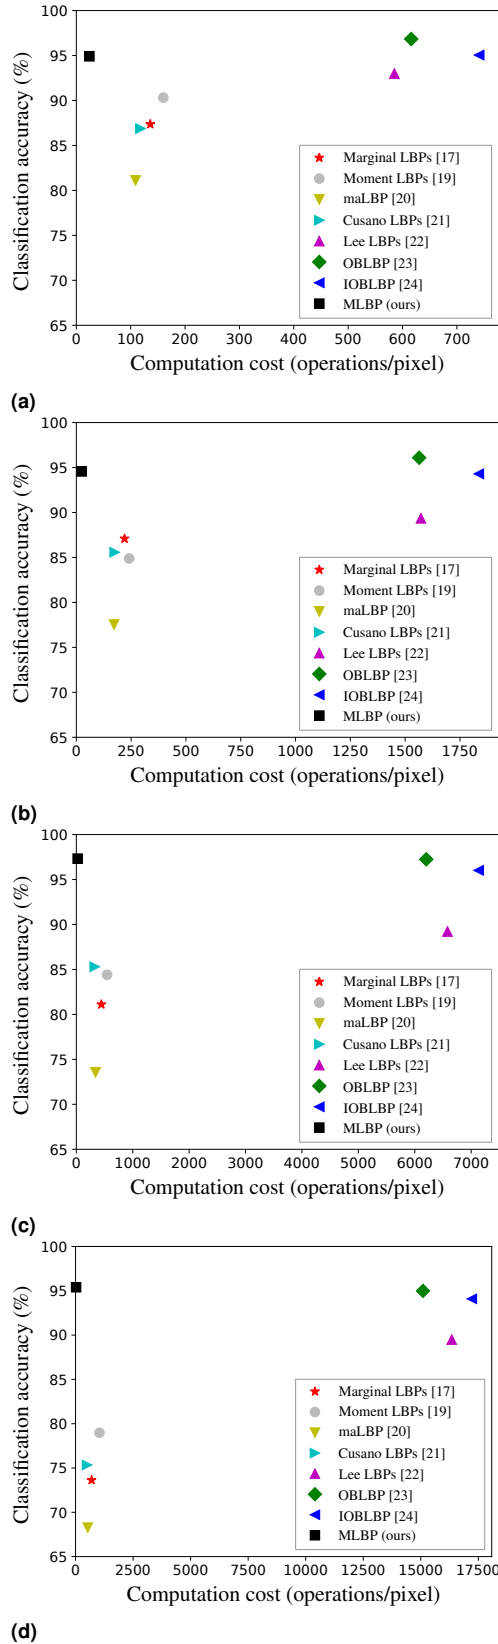 100
95
90
85
80
75
70
65
Classification accuracy (%)
Marginal LBPs [17]
Moment LBPs [19]
maLBP [20]
Cusano LBPs [21]
Lee LBPs [22]
OBLBP [23]
IOBLBP [24]
MLBP (ours)
0 100 200 300 400 500 600 700
Computation cost (operations/pixel)
(a)
100
95
90
85
80
75
70
65
Classification accuracy (%)
Marginal LBPs [17]
Moment LBPs [19]
maLBP [20]
Cusano LBPs [21]
Lee LBPs [22]
OBLBP [23]
IOBLBP [24]
MLBP (ours)
0 250 500 750 1000 1250 1500 1750
Computation cost (operations/pixel)
(b)
100
95
90
85
80
75
70
65
Classification accuracy (%)
Marginal LBPs [17]
Moment LBPs [19]
maLBP [20]
Cusano LBPs [21]
Lee LBPs [22]
OBLBP [23]
IOBLBP [24]
MLBP (ours)
0 1000 2000 3000 4000 5000 6000 7000
Computation cost (operations/pixel)
(c)
100
95
90
85
80
75
70
65
Classification accuracy (%)
Marginal LBPs [17]
Moment LBPs [19]
maLBP [20]
Cusano LBPs [21]
Lee LBPs [22]
OBLBP [23]
IOBLBP [24]
MLBP (ours)
0 2500 5000 7500 10000 12500 15000 17500
Computation cost (operations/pixel)
(d)